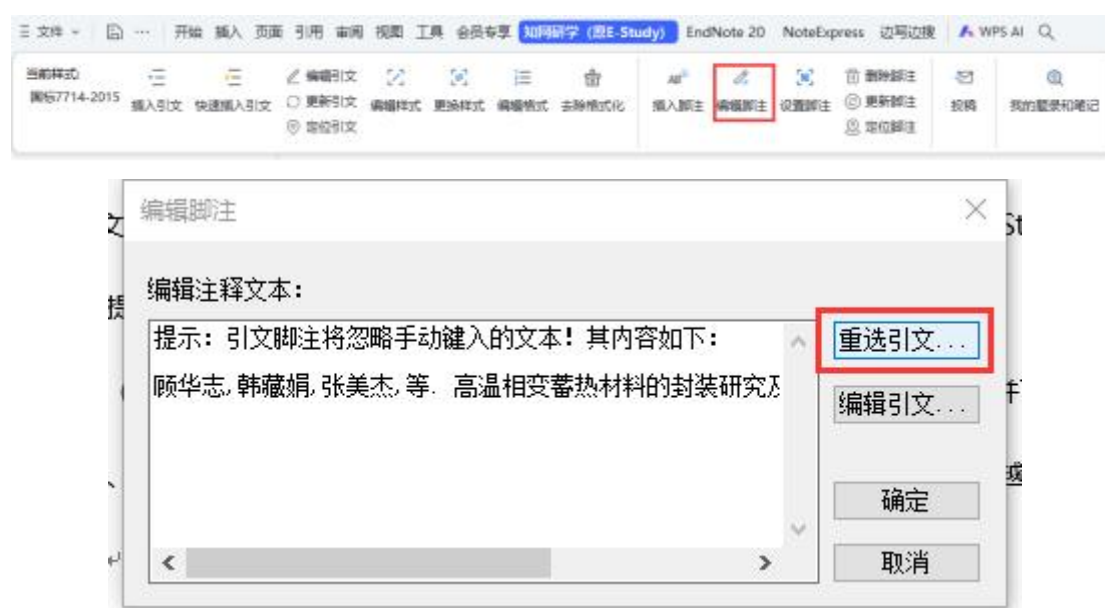 三 文件 ··· 开始 插入 页面 引用 审阅 视图 工具 会员专享 知网研学 (原E-Study) EndNote 20 NoteExpress 边写边搜 WPS AI
当前样式:
国标7714-2015
插入引文 快速插入引文
编辑引文
更新引文
定位引文
编辑样式 更换样式 编辑格式 去除格式化 插入脚注 编辑脚注 设置脚注
删除脚注
更新脚注
定位脚注
投稿 我的题录和笔记
编辑脚注
编辑注释文本:
提示: 引文脚注将忽略手动键入的文本! 其内容如下:
顾华志,韩藏娟,张美杰,等. 高温相变蓄热材料的封装研究及
重选引文...
编辑引文...
确定
取消